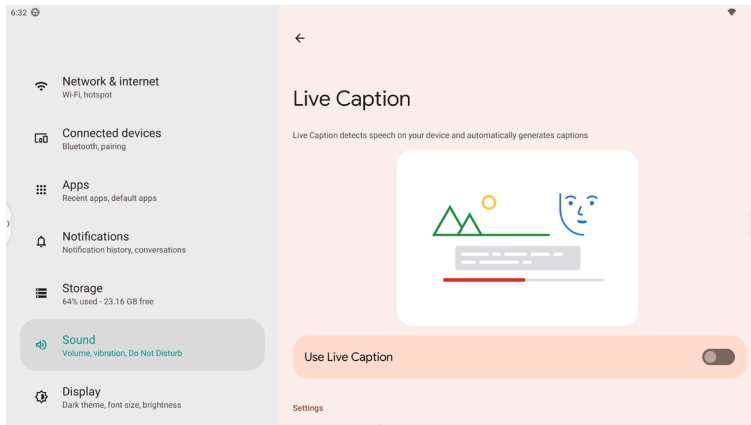 6:32
Network & internet
Wi-Fi, hotspot
Connected devices
Bluetooth, pairing
Apps
Recent apps, default apps
Notifications
Notification history, conversations
Storage
64% used - 23.16 GB free
Sound
Volume, vibration, Do Not Disturb
Display
Dark theme, font size, brightness
Live Caption
Live Caption detects speech on your device and automatically generates captions
Use Live Caption
Settings